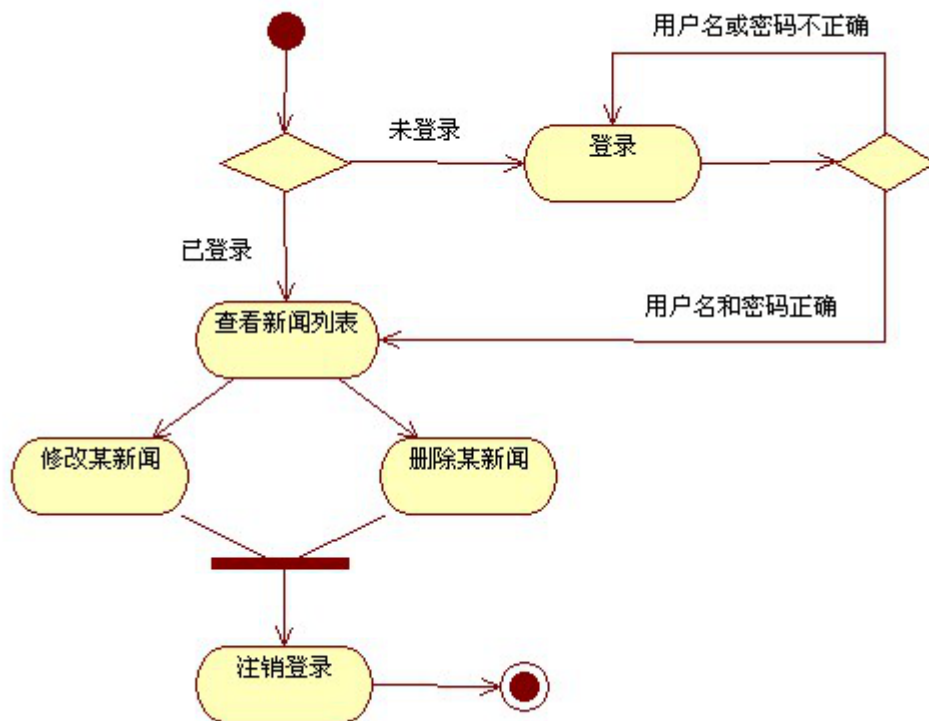 用户名或密码不正确
未登录
登录
已登录
用户名和密码正确
查看新闻列表
修改某新闻
删除某新闻
注销登录